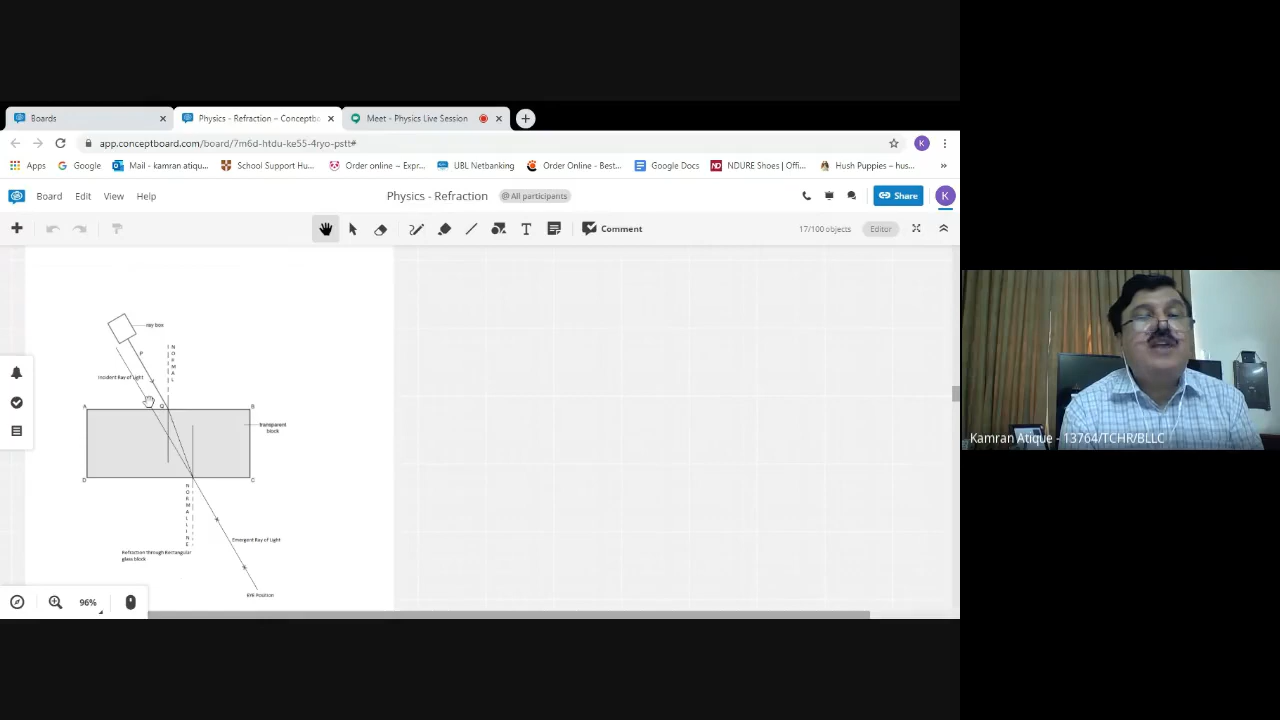 Boards
Physics - Refraction – Conceptbo
Meet - Physics Live Session
app.conceptboard.com/board/7m6d-htdu-ke55-4ryo-pstt#
K
Apps
Google
Mail - kamran atiqu...
School Support Hu...
Order online – Expr...
UBL Netbanking
Order Online - Best...
Google Docs
ND
NDURE Shoes | Offi...
Hush Puppies – hus...
»
Board
Edit
View
Help
Physics - Refraction
@ All participants
Share
K
T
Comment
17/100 objects
Editor
ray box
P
NORMAL
Incident Ray of Light
A
Q
B
transparent
block
D
C
NORMAL LINE
Emergent Ray of Light
Refraction Through Rectangular
glass block
EYE Position
96%
Kamran Atique - 13764/TCHR/BLLC